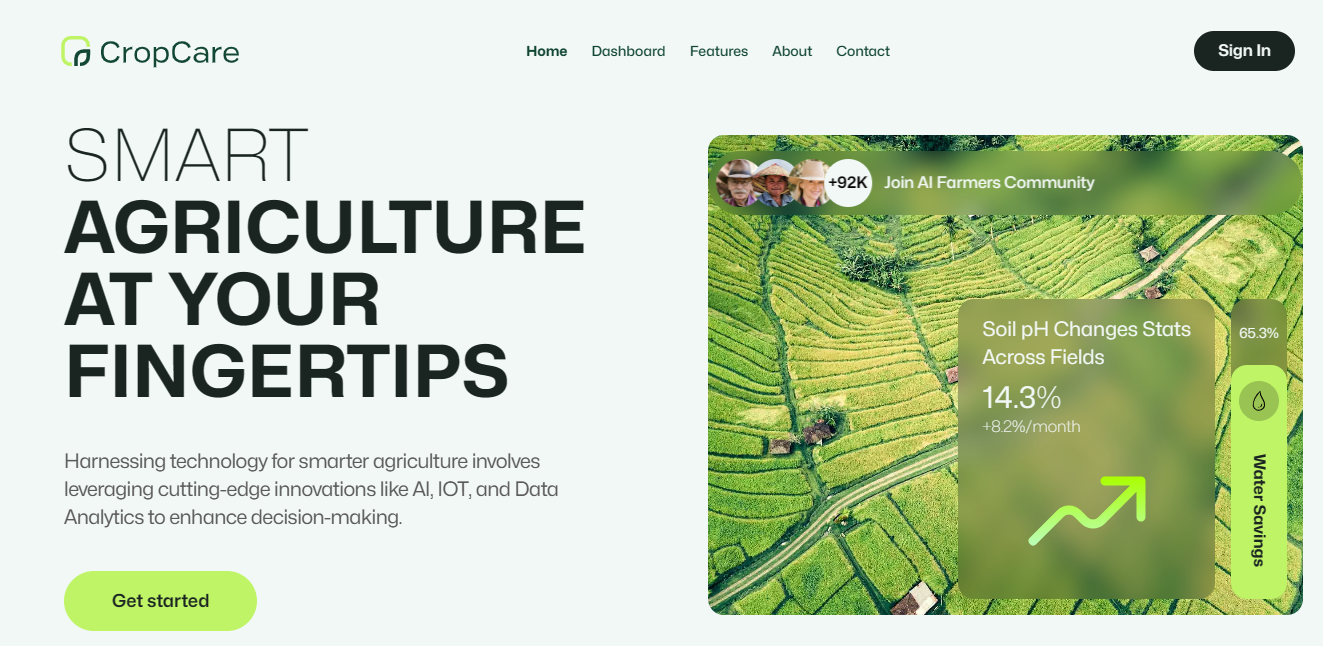 CropCare
Home Dashboard Features About Contact
Sign In
SMART
AGRICULTURE
AT YOUR
FINGERTIPS
Harnessing technology for smarter agriculture involves
leveraging cutting-edge innovations like AI, IOT, and Data
Analytics to enhance decision-making.
Get started
+92K
Join AI Farmers Community
Soil pH Changes Stats
Across Fields
14.3%
+8.2%/month
65.3%
Water Savings